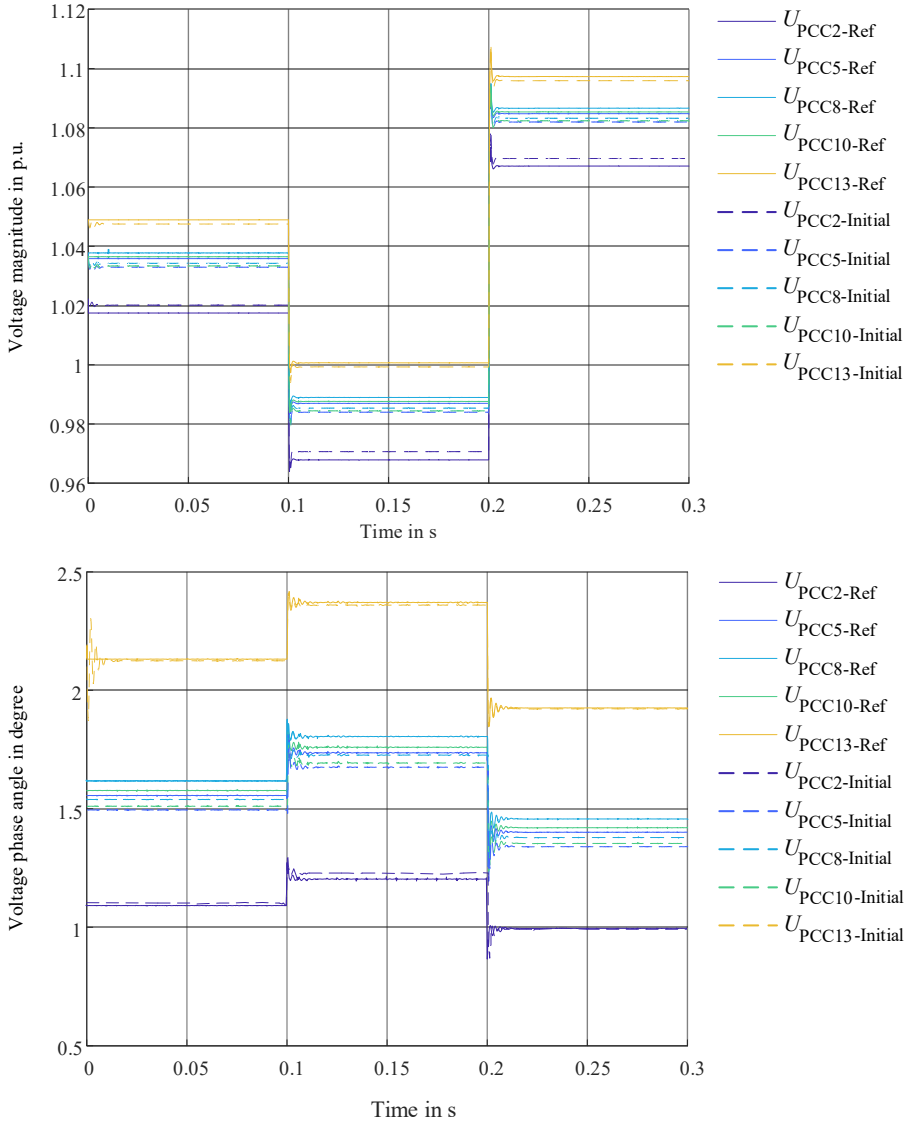 Voltage magnitude in p.u.
1.12
1.1
1.08
1.06
1.04
1.02
1
0.98
0.96
0 0.05 0.1 0.15 0.2 0.25 0.3
Time in s
UPCC2-Ref
UPCC5-Ref
UPCC8-Ref
UPCC10-Ref
UPCC13-Ref
UPCC2-Initial
UPCC5-Initial
UPCC8-Initial
UPCC10-Initial
UPCC13-Initial
Voltage phase angle in degree
2.5
2
1.5
1
0.5
0 0.05 0.1 0.15 0.2 0.25 0.3
Time in s
UPCC2-Ref
UPCC5-Ref
UPCC8-Ref
UPCC10-Ref
UPCC13-Ref
UPCC2-Initial
UPCC5-Initial
UPCC8-Initial
UPCC10-Initial
UPCC13-Initial